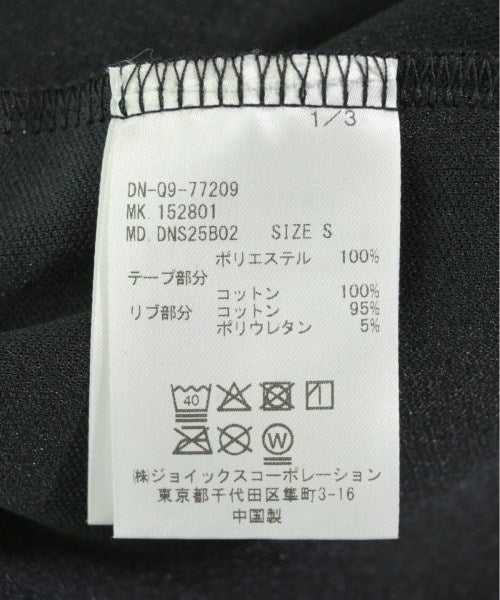 1/3
DN-Q9-77209
MK. 152801
MD. DNS25B02 SIZE S
ポリエステル 100%
テープ部分
コットン 100%
リブ部分 コットン 95%
ポリウレタン 5%
40
1
W
㈱ジョイックスコーポレーション
東京都千代田区隼町3-16
中国製